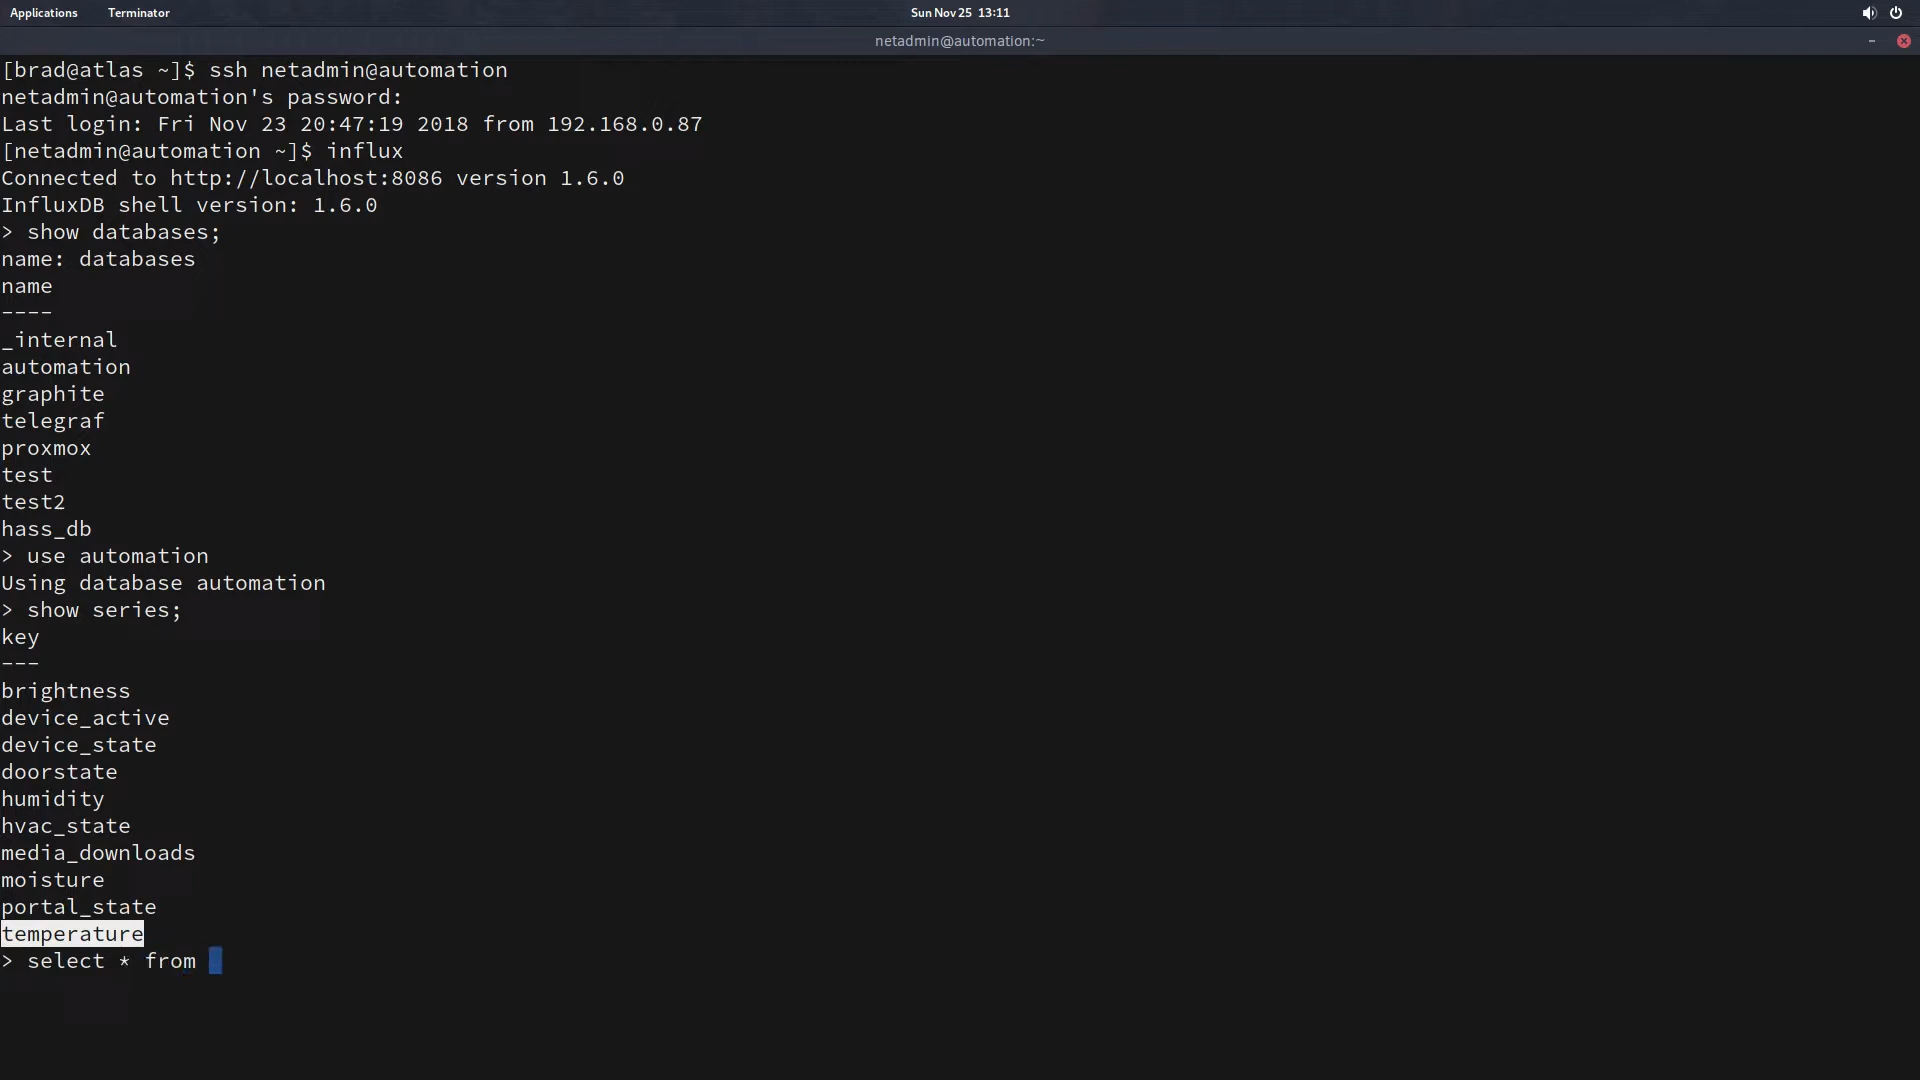 Applications Terminator Sun Nov 25 13:11
netadmin@automation:~
[brad@atlas ~]$ ssh netadmin@automation
netadmin@automation's password:
Last login: Fri Nov 23 20:47:19 2018 from 192.168.0.87
[netadmin@automation ~]$ influx
Connected to http://localhost:8086 version 1.6.0
InfluxDB shell version: 1.6.0
> show databases;
name: databases
name
----
_internal
automation
graphite
telegraf
proxmox
test
test2
hass_db
> use automation
Using database automation
> show series;
key
---
brightness
device_active
device_state
doorstate
humidity
hvac_state
media_downloads
moisture
portal_state
temperature
> select * from